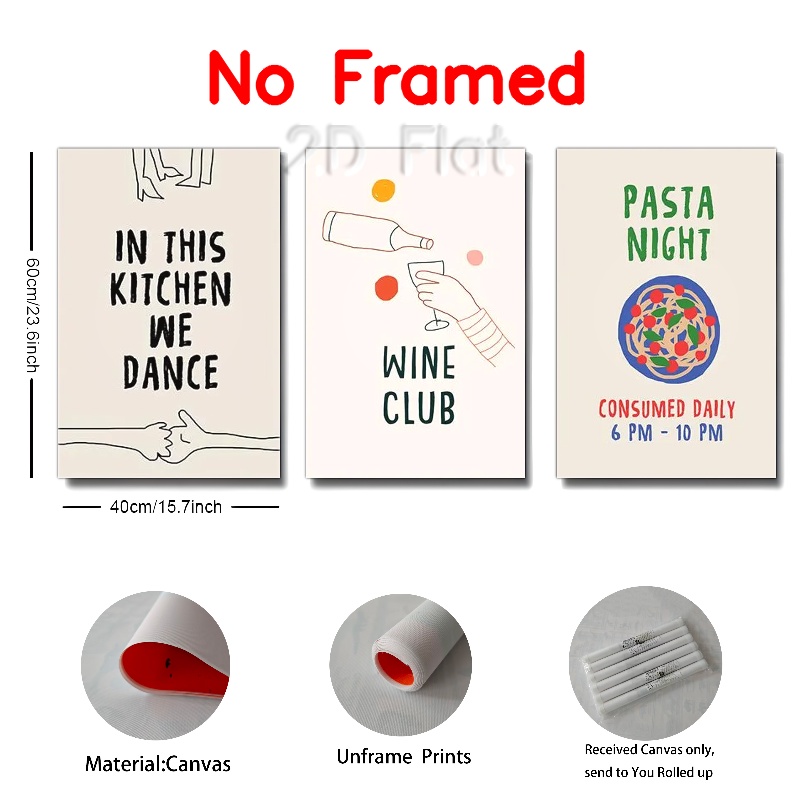 No Framed
2D Flat
IN THIS
KITCHEN
WE
DANCE
WINE
CLUB
PASTA
NIGHT
CONSUMED DAILY
6 PM - 10 PM
60cm/23.6inch
40cm/15.7inch
Material:Canvas
Unframe Prints
Received Canvas only,
send to You Rolled up